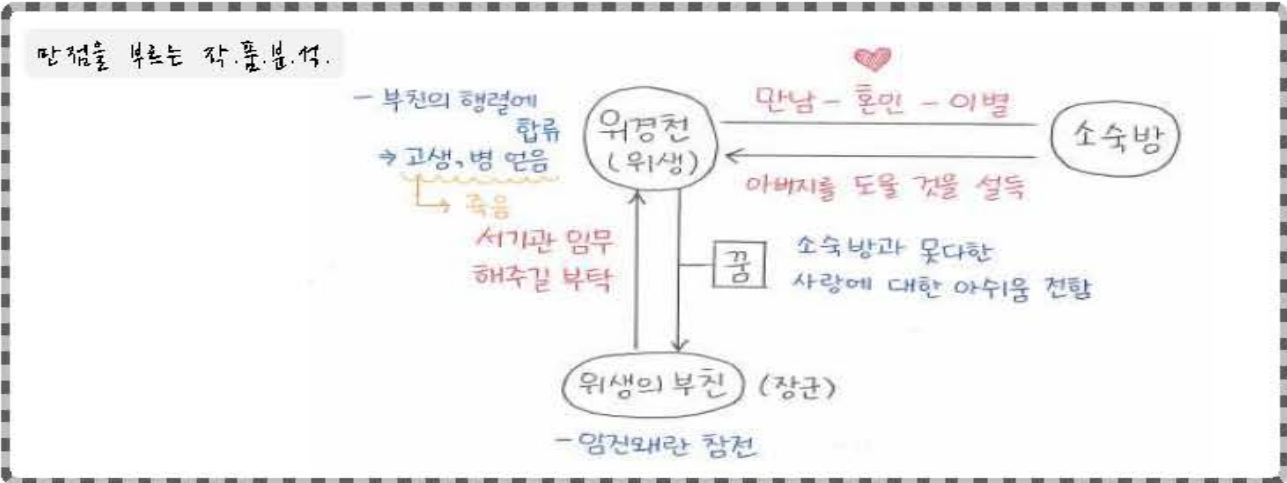 만점을 부르는 작.품.분.석.
- 부친의 행렬에
합류
→ 고생, 병 얻음
↳ 죽음
위경천
(위생)
만남 - 혼인 - 이별
소숙방
아버지를 도울 것을 설득
서기관 임무
해주길 부탁
꿈
소숙방과 못다한
사랑에 대한 아쉬움 전함
위생의 부친 (장군)
- 임진왜란 참전